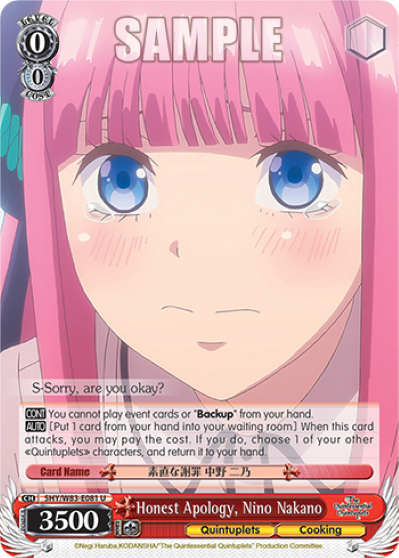 SAMPLE
LEVEL
0
0
COST
S-Sorry, are you okay?
CONT You cannot play event cards or "Backup" from your hand.
AUTO [Put 1 card from your hand into your waiting room] When this card
attacks, you may pay the cost. If you do, choose 1 of your other
«Quintuplets» characters, and return it to your hand.
Card Name 素直な謝罪 中野 二乃
CH 5HY/W83-E081 U
Honest Apology, Nino Nakano
The Quintessential Quintuplets
3500
Quintuplets
Cooking
©Negi Haruba,KODANSHA/"The Quintessential Quintuplets" Production Committee